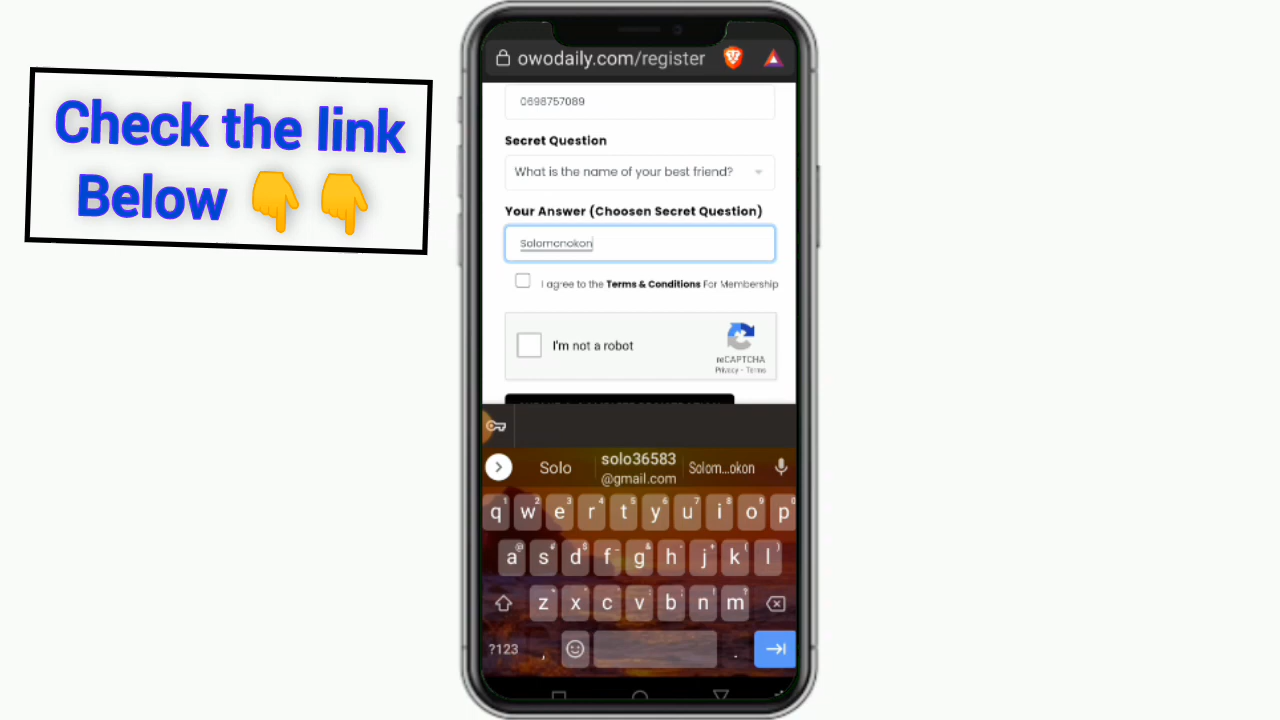 Check the link
Below 👇👇
owodaily.com/register
0698757089
Secret Question
What is the name of your best friend?
Your Answer (Choosen Secret Question)
Solomonokon
I agree to the Terms & Conditions For Membership
I'm not a robot
reCAPTCHA
Privacy - Terms
Solo
solo36583
@gmail.com
Solom...okon
q w e r t y u i o p
a s d f g h j k l
z x c v b n m
?123 , .